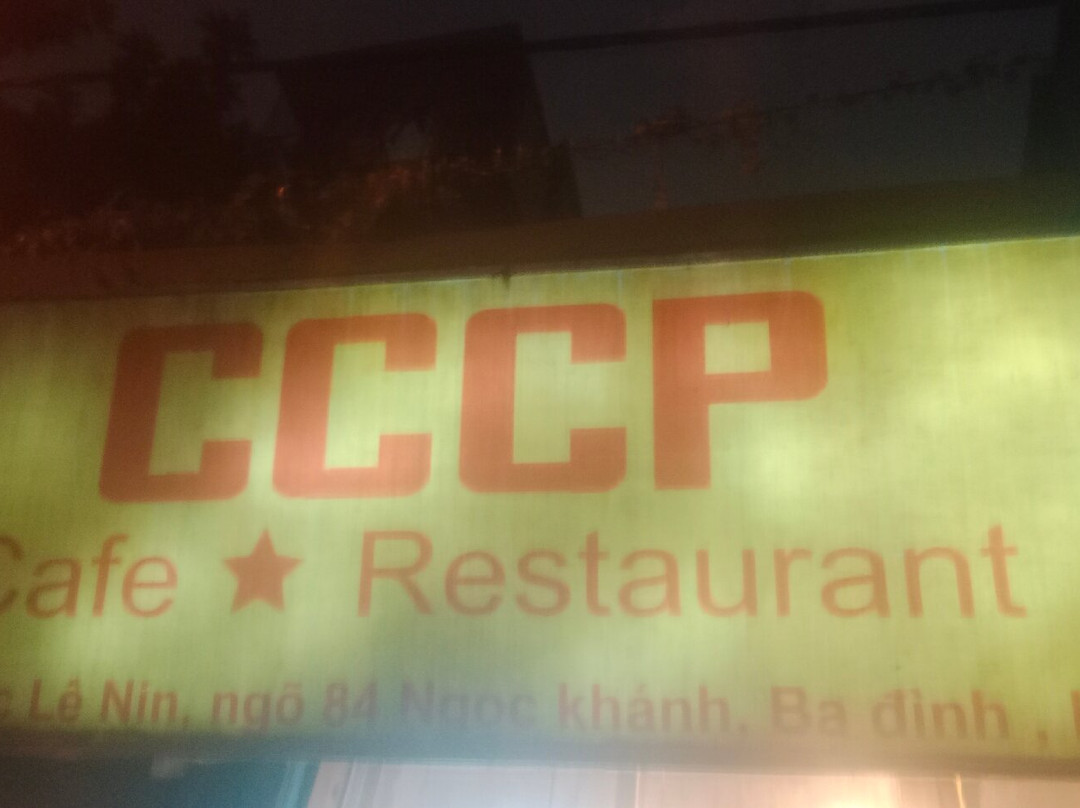 CCCP
Cafe ★ Restaurant
Lê Nin, ngõ 84 Ngọc khánh, Ba đình ,